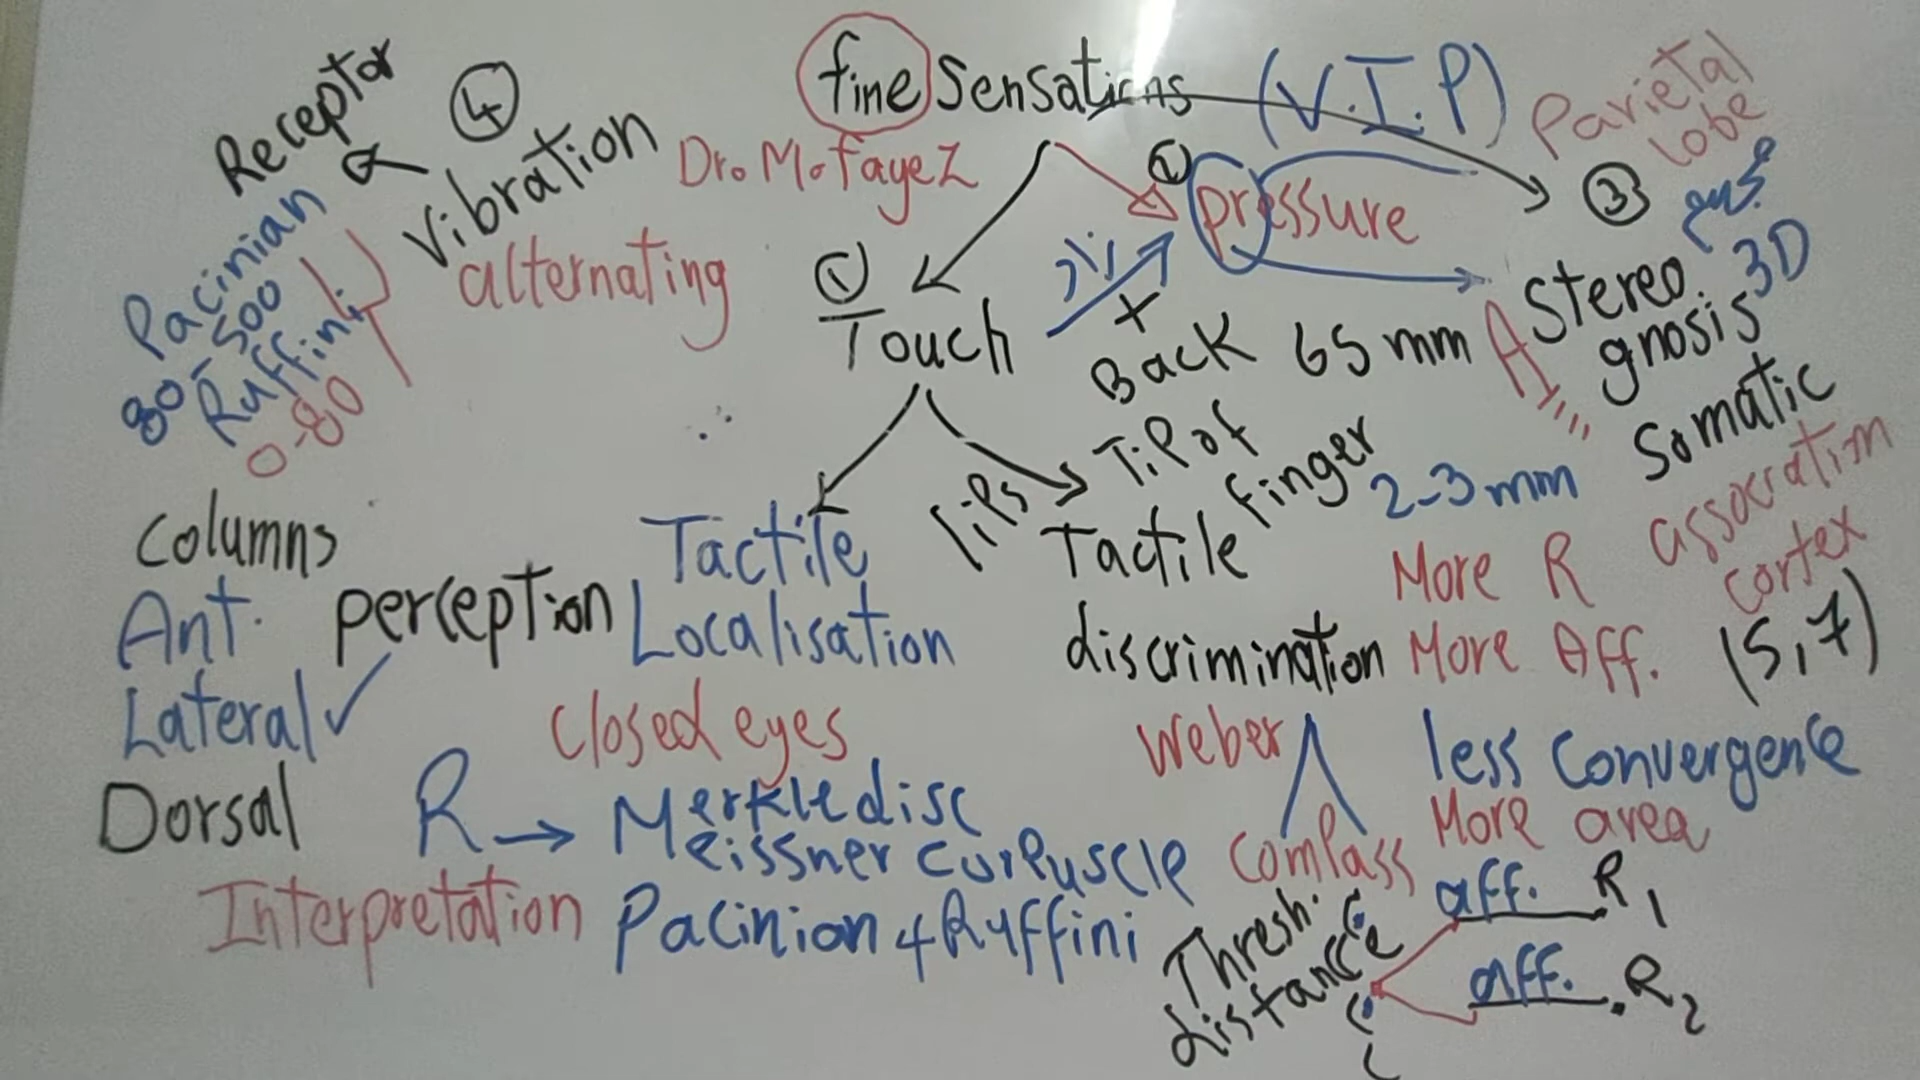 fine Sensations (V.I.P)
Dr. M. Fayez
Receptor
4
Vibration
alternating
Pacinian
80-500
Ruffini
0-80
1
Touch
pressure
+
Back 65 mm
Tip of
finger
2-3 mm
lips
Parietal
lobe
3
Stereo
gnosis
3D
A
Somatic
assocration
cortex
(5,7)
Tactile
Localisation
perception
closed eyes
Columns
Ant.
Lateral ✓
Dorsal
Interpretation
R → Merkle disc
Meissner corpuscle
Pacinion + Ruffini
Tactile
discrimination
Weber
Compass
Thresh.
distance
More R
More Aff.
less Convergence
More area
aff. R1
aff. R2